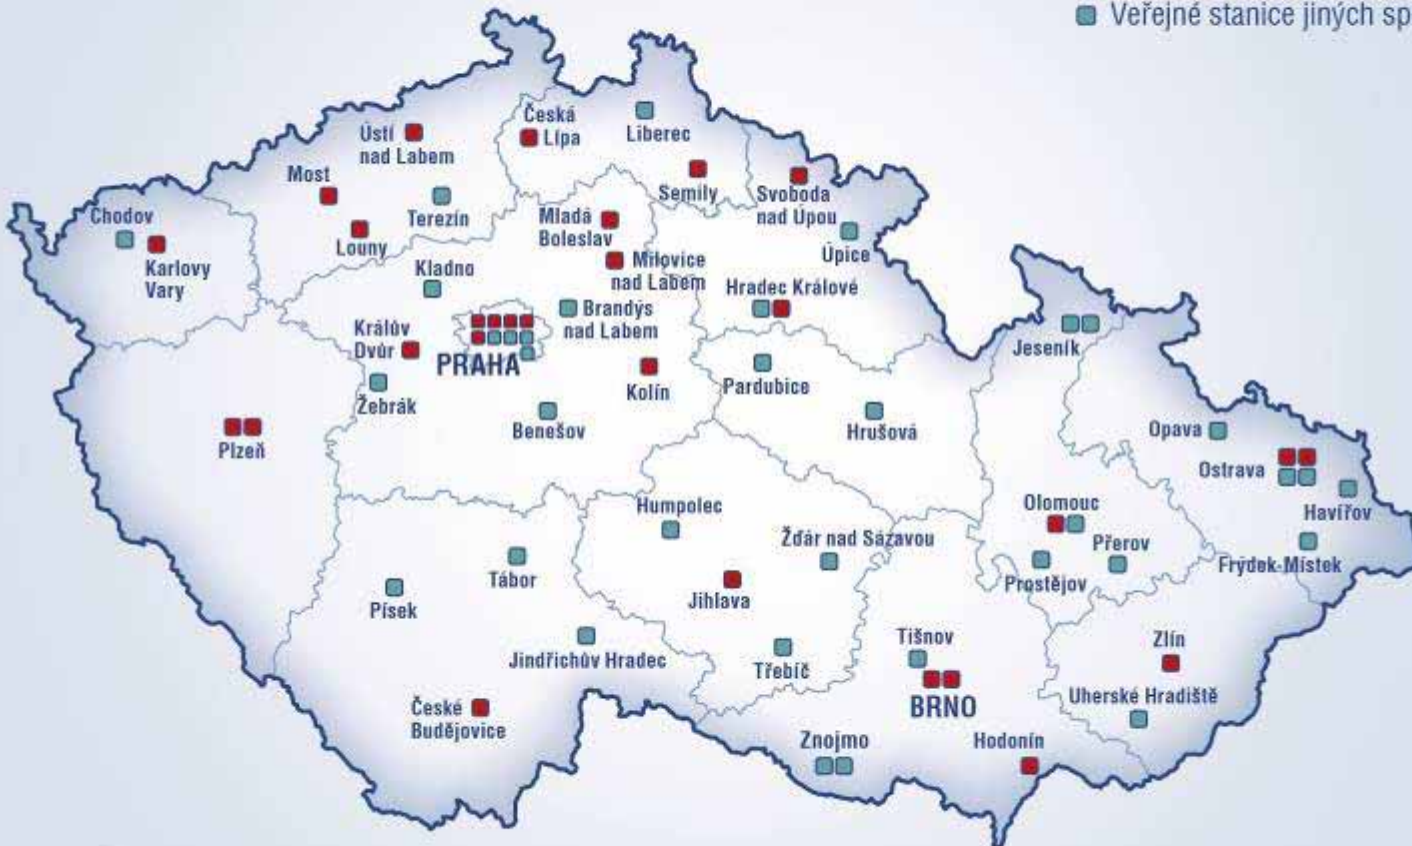 Veřejné stanice jiných
Česká
Lípa
Liberec
Ústí
nad Labem
Most
Semily
Svoboda
nad Úpou
Chodov
Terezín
Mladá
Boleslav
Louny
Úpice
Karlovy
Vary
Kladno
Milovice
nad Labem
Hradec Králové
Brandýs
nad Labem
Králův
Dvůr
PRAHA
Jeseník
Kolín
Pardubice
Žebrák
Benešov
Hrušová
Opava
Plzeň
Ostrava
Havířov
Humpolec
Olomouc
Žďár nad Sázavou
Přerov
Frýdek-Místek
Tábor
Prostějov
Písek
Jihlava
Tišnov
Zlín
Jindřichův Hradec
Třebíč
Uherské Hradiště
České
Budějovice
BRNO
Znojmo
Hodonín